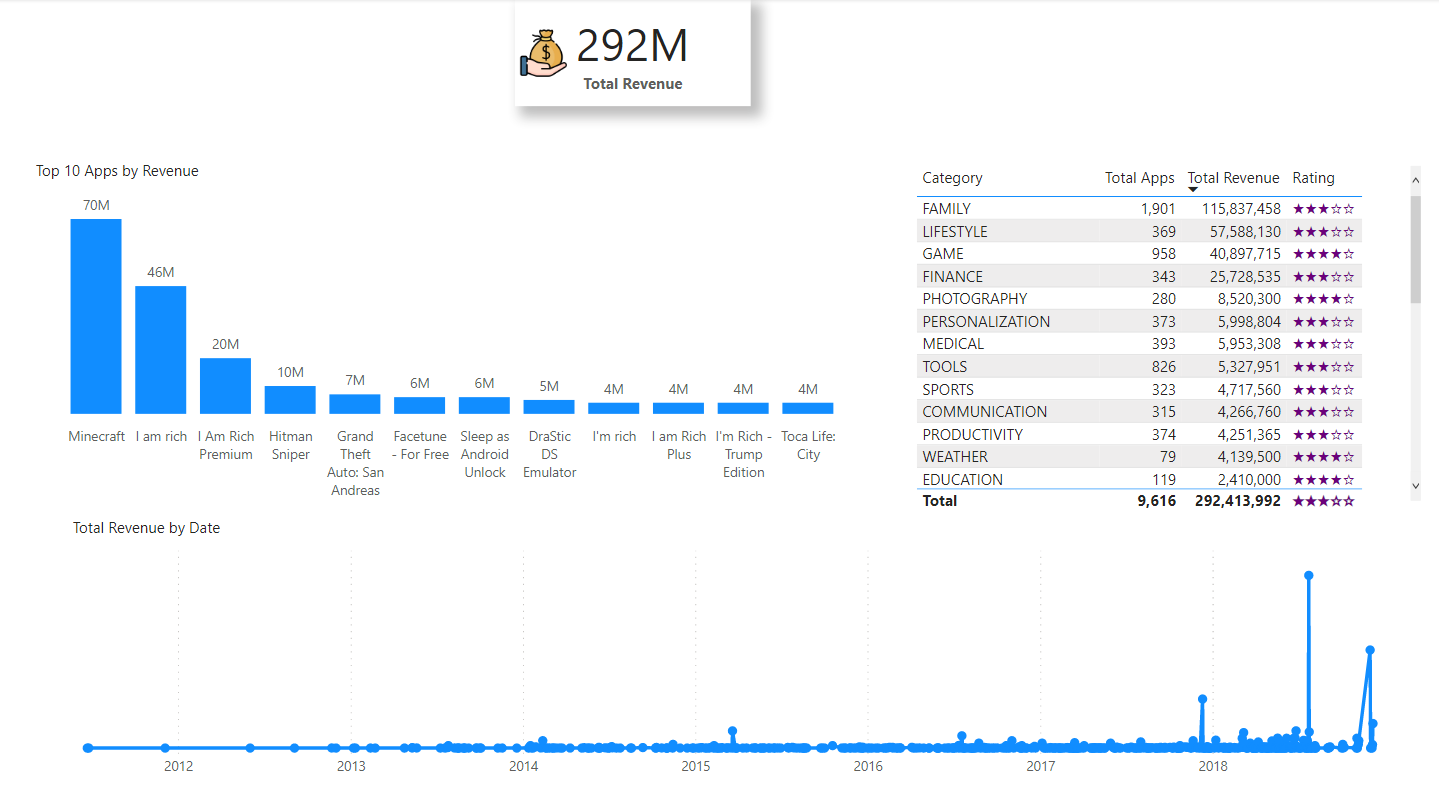 292M
Total Revenue
Top 10 Apps by Revenue
70M
46M
20M
10M
7M
6M
6M
5M
4M
4M
4M
4M
Minecraft
I am rich
I Am Rich
Premium
Hitman
Sniper
Grand
Theft
Auto: San
Andreas
Facetune
- For Free
Sleep as
Android
Unlock
DraStic
DS
Emulator
I'm rich
I am Rich
Plus
I'm Rich -
Trump
Edition
Toca Life:
City
Category Total Apps Total Revenue Rating
FAMILY 1,901 115,837,458 ★★★☆☆
LIFESTYLE 369 57,588,130 ★★★☆☆
GAME 958 40,897,715 ★★★★☆
FINANCE 343 25,728,535 ★★★☆☆
PHOTOGRAPHY 280 8,520,300 ★★★★☆
PERSONALIZATION 373 5,998,804 ★★★☆☆
MEDICAL 393 5,953,308 ★★★☆☆
TOOLS 826 5,327,951 ★★★☆☆
SPORTS 323 4,717,560 ★★★☆☆
COMMUNICATION 315 4,266,760 ★★★☆☆
PRODUCTIVITY 374 4,251,365 ★★★☆☆
WEATHER 79 4,139,500 ★★★★☆
EDUCATION 119 2,410,000 ★★★★☆
Total 9,616 292,413,992 ★★★☆☆
Total Revenue by Date
2012 2013 2014 2015 2016 2017 2018